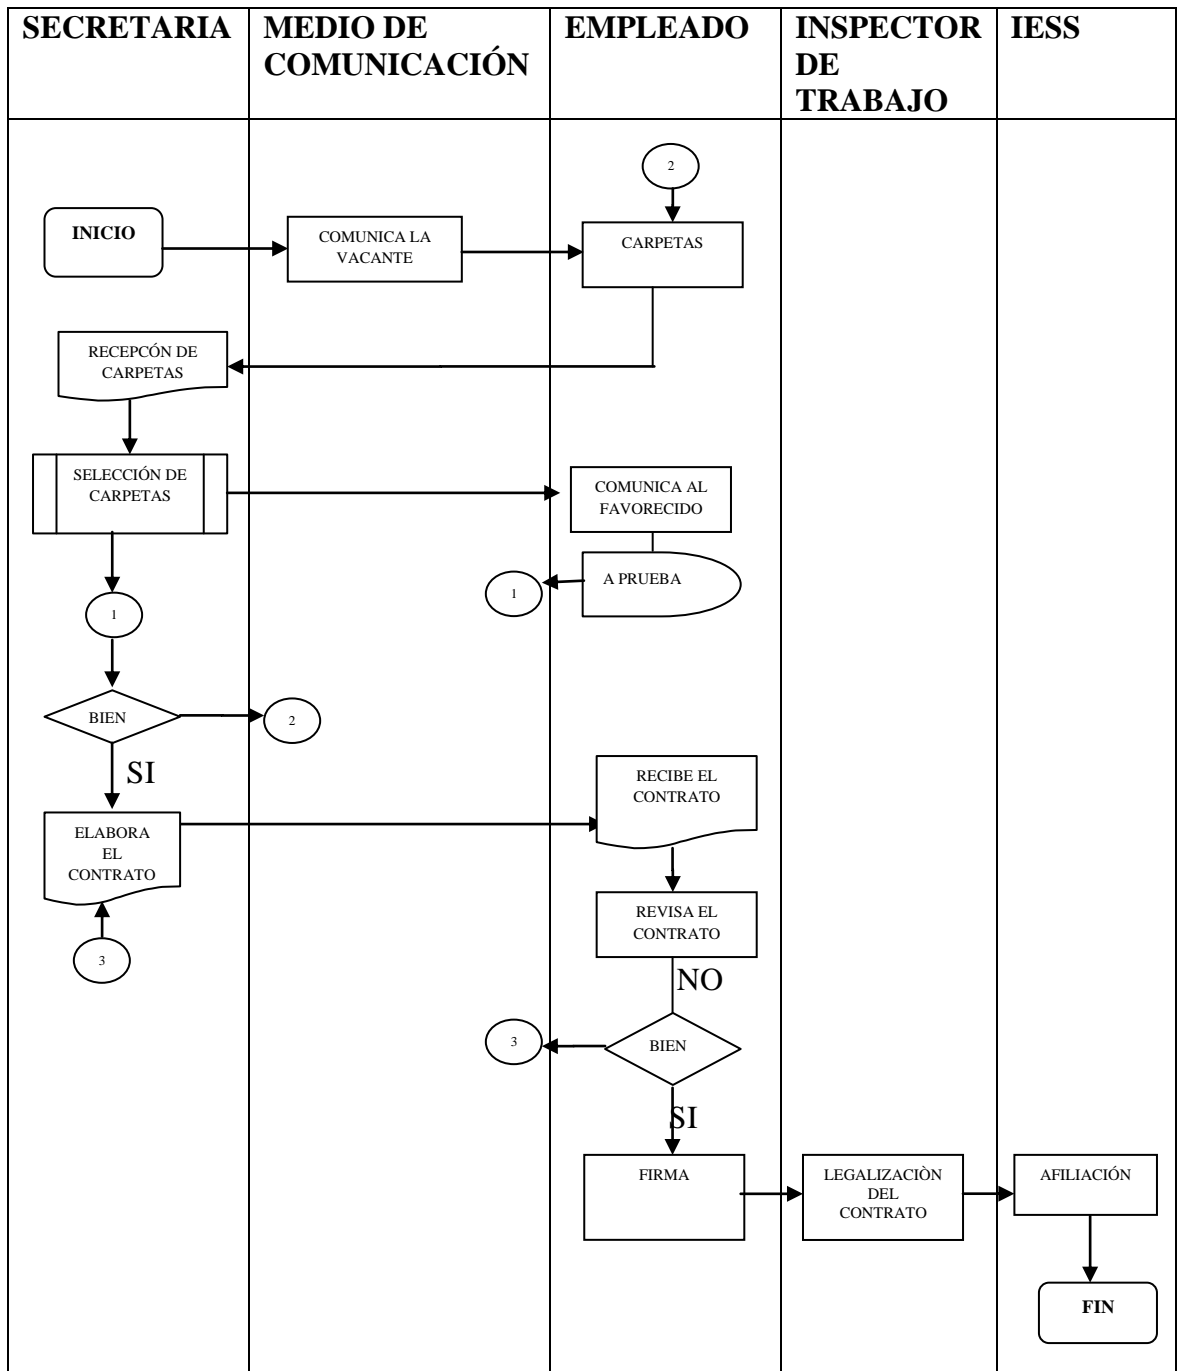 SECRETARIA
MEDIO DE
COMUNICACIÓN
EMPLEADO
INSPECTOR
DE
TRABAJO
IESS
2
INICIO
COMUNICA LA
VACANTE
CARPETAS
RECEPCÓN DE
CARPETAS
SELECCIÓN DE
CARPETAS
COMUNICA AL
FAVORECIDO
A PRUEBA
1
1
BIEN
2
SI
RECIBE EL
CONTRATO
ELABORA
EL
CONTRATO
REVISA EL
CONTRATO
3
NO
3
BIEN
SI
FIRMA
LEGALIZACIÒN
DEL
CONTRATO
AFILIACIÓN
FIN